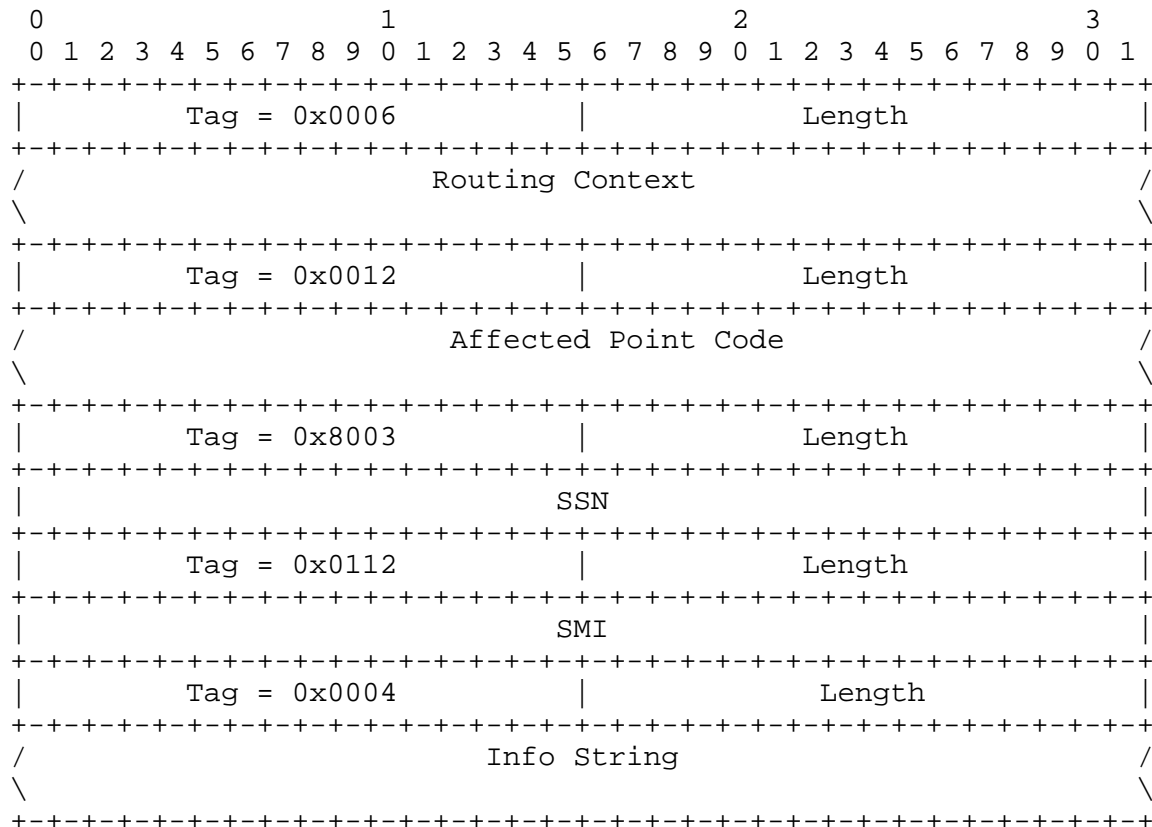 0                   1                   2                   3
 0 1 2 3 4 5 6 7 8 9 0 1 2 3 4 5 6 7 8 9 0 1 2 3 4 5 6 7 8 9 0 1
+-+-+-+-+-+-+-+-+-+-+-+-+-+-+-+-+-+-+-+-+-+-+-+-+-+-+-+-+-+-+-+-+
|         Tag = 0x0006          |            Length             |
+-+-+-+-+-+-+-+-+-+-+-+-+-+-+-+-+-+-+-+-+-+-+-+-+-+-+-+-+-+-+-+-+
/                       Routing Context                         /
\                                                               \
+-+-+-+-+-+-+-+-+-+-+-+-+-+-+-+-+-+-+-+-+-+-+-+-+-+-+-+-+-+-+-+-+
|         Tag = 0x0012          |            Length             |
+-+-+-+-+-+-+-+-+-+-+-+-+-+-+-+-+-+-+-+-+-+-+-+-+-+-+-+-+-+-+-+-+
/                        Affected Point Code                    /
\                                                               \
+-+-+-+-+-+-+-+-+-+-+-+-+-+-+-+-+-+-+-+-+-+-+-+-+-+-+-+-+-+-+-+-+
|         Tag = 0x8003          |            Length             |
+-+-+-+-+-+-+-+-+-+-+-+-+-+-+-+-+-+-+-+-+-+-+-+-+-+-+-+-+-+-+-+-+
|                              SSN                              |
+-+-+-+-+-+-+-+-+-+-+-+-+-+-+-+-+-+-+-+-+-+-+-+-+-+-+-+-+-+-+-+-+
|         Tag = 0x0112          |            Length             |
+-+-+-+-+-+-+-+-+-+-+-+-+-+-+-+-+-+-+-+-+-+-+-+-+-+-+-+-+-+-+-+-+
|                              SMI                              |
+-+-+-+-+-+-+-+-+-+-+-+-+-+-+-+-+-+-+-+-+-+-+-+-+-+-+-+-+-+-+-+-+
|         Tag = 0x0004          |             Length            |
+-+-+-+-+-+-+-+-+-+-+-+-+-+-+-+-+-+-+-+-+-+-+-+-+-+-+-+-+-+-+-+-+
/                          Info String                          /
\                                                               \
+-+-+-+-+-+-+-+-+-+-+-+-+-+-+-+-+-+-+-+-+-+-+-+-+-+-+-+-+-+-+-+-+